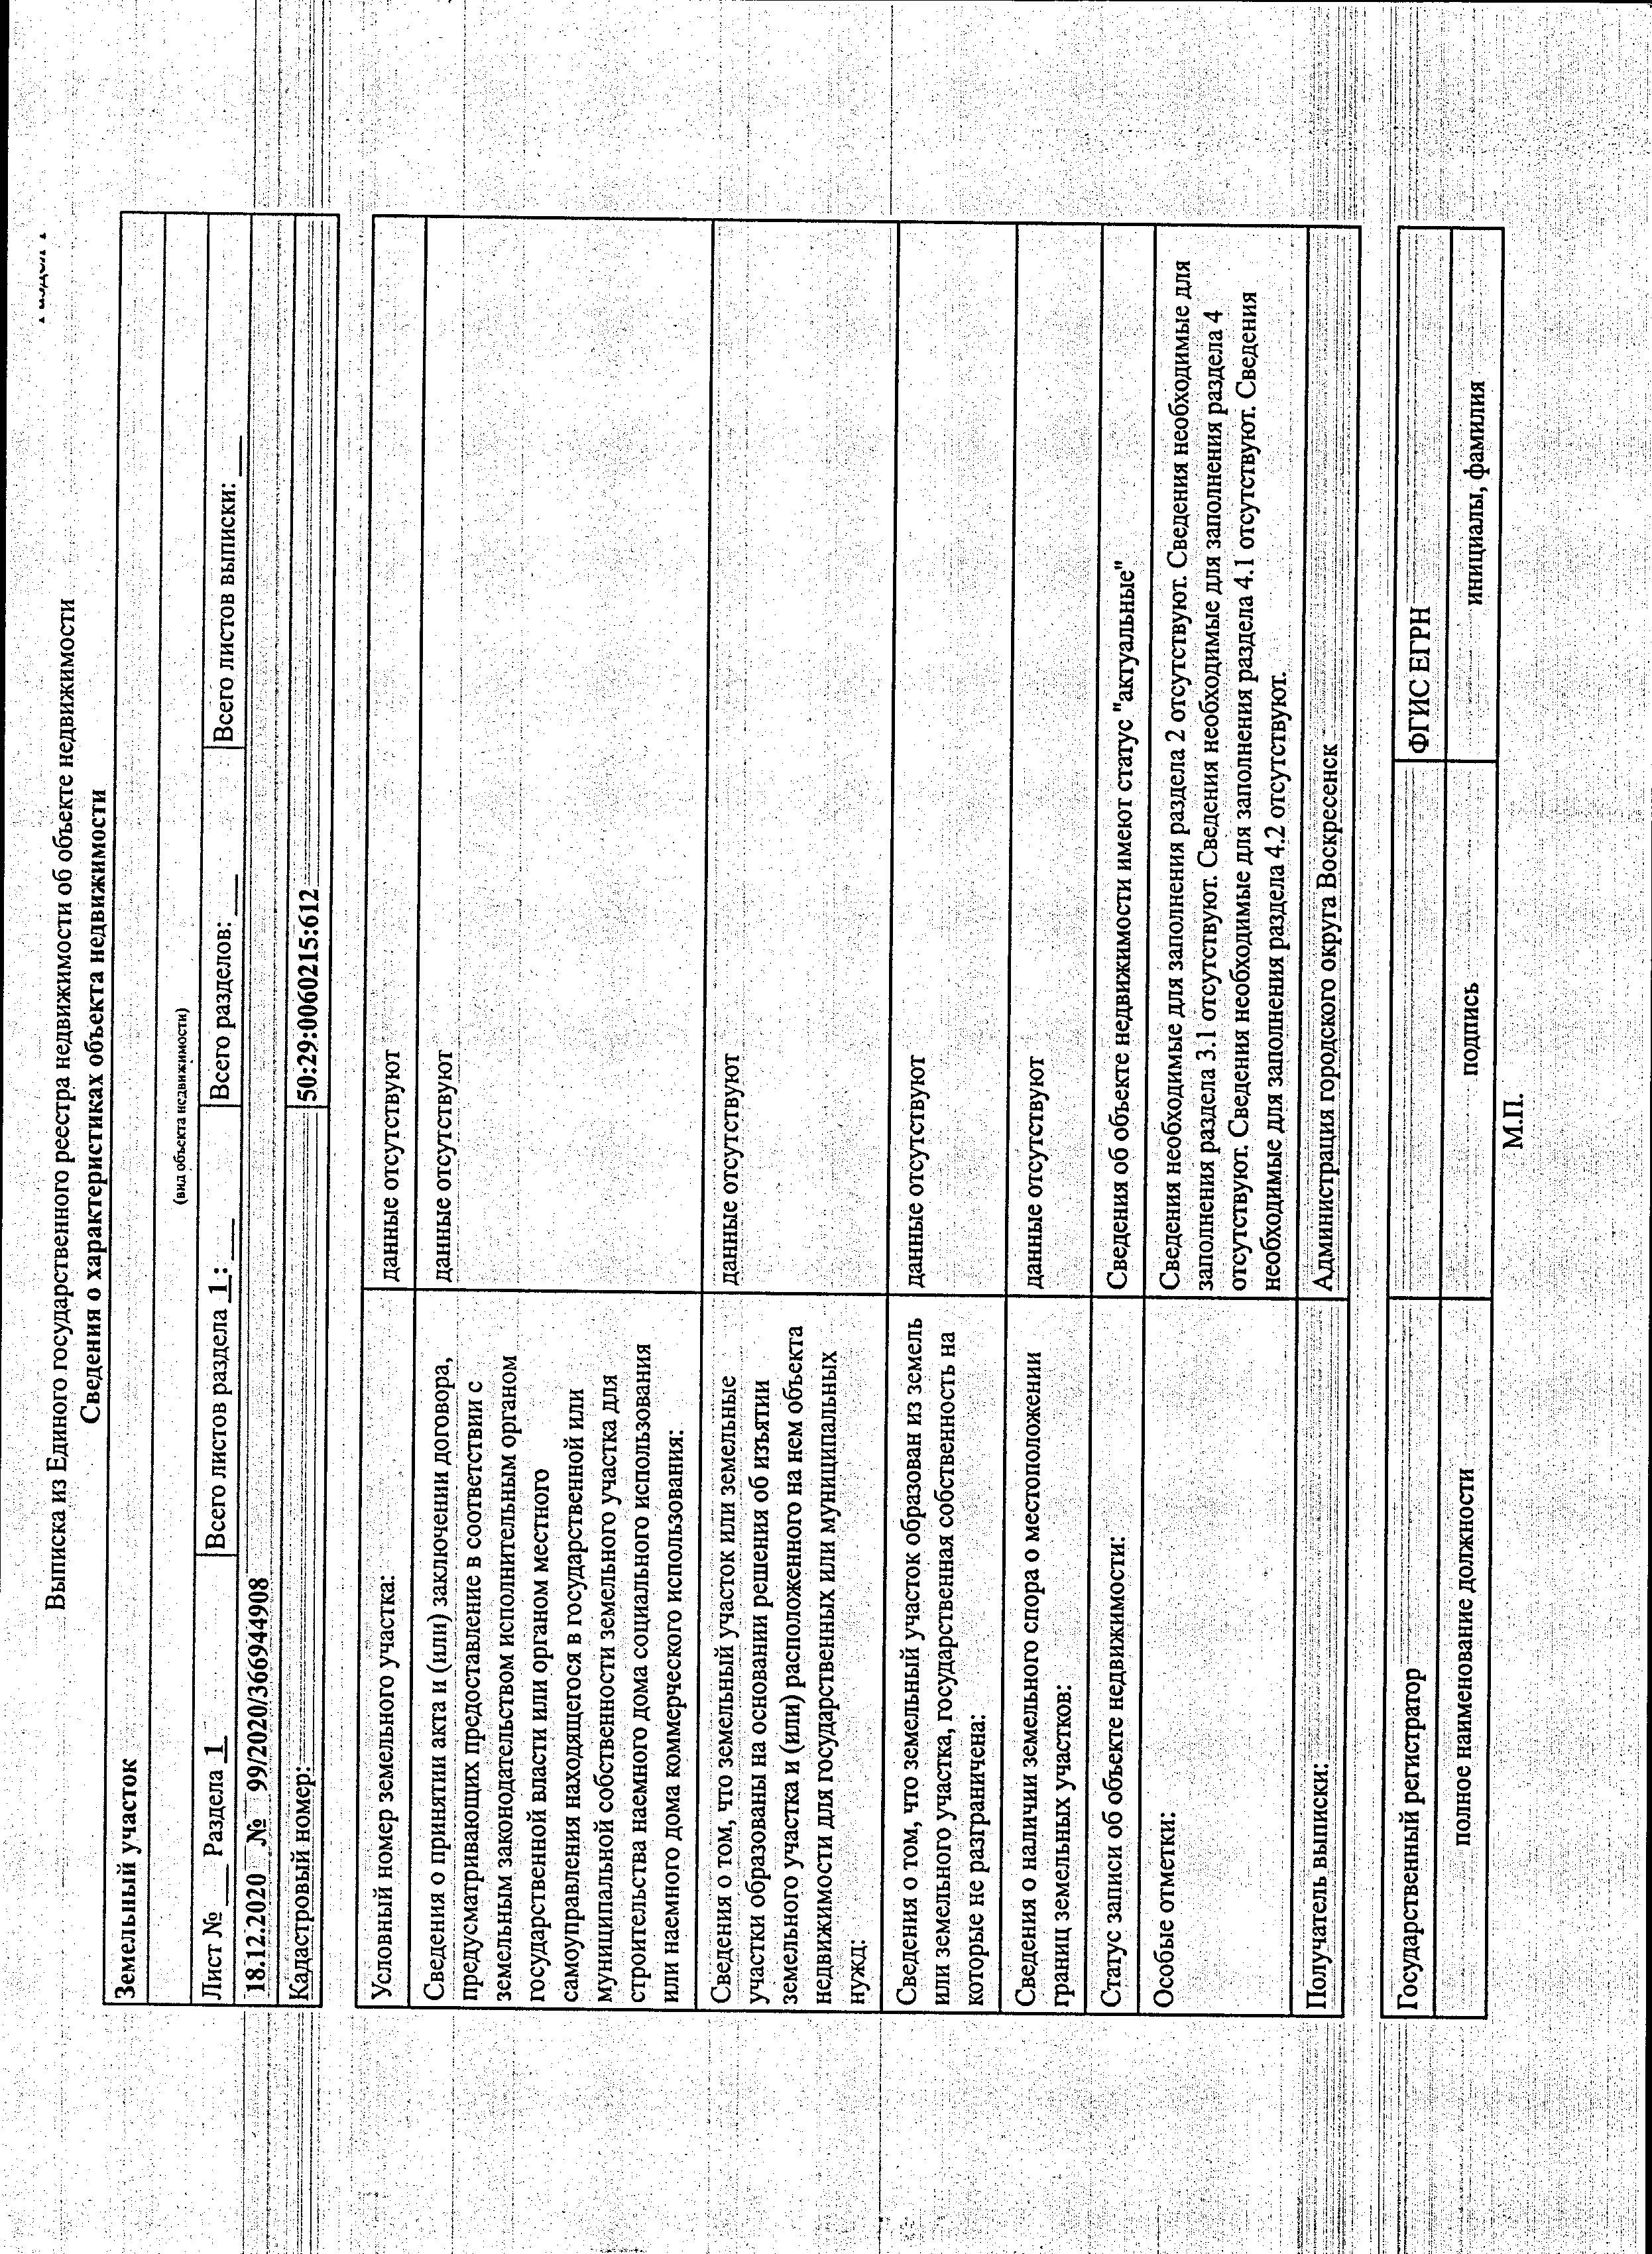 Выписка из Единого государственного реестра недвижимости об объекте недвижимости
Сведения о характеристиках объекта недвижимости
Земельный участок
(вид объекта недвижимости)
Лист № ___ Раздела 1
Всего листов раздела 1: ___
Всего разделов: ___
Всего листов выписки: ___
18.12.2020 № 99/2020/366944908
Кадастровый номер:
50:29:0060215:612
Условный номер земельного участка:
данные отсутствуют
Сведения о принятии акта и (или) заключении договора,
предусматривающих предоставление в соответствии с
земельным законодательством исполнительным органом
государственной власти или органом местного
самоуправления находящегося в государственной или
муниципальной собственности земельного участка для
строительства наемного дома социального использования
или наемного дома коммерческого использования:
данные отсутствуют
Сведения о том, что земельный участок или земельные
участки образованы на основании решения об изъятии
земельного участка и (или) расположенного на нем объекта
недвижимости для государственных или муниципальных
нужд:
данные отсутствуют
Сведения о том, что земельный участок образован из земель
или земельного участка, государственная собственность на
которые не разграничена:
данные отсутствуют
Сведения о наличии земельного спора о местоположении
границ земельных участков:
данные отсутствуют
Статус записи об объекте недвижимости:
Сведения об объекте недвижимости имеют статус "актуальные"
Особые отметки:
Сведения необходимые для заполнения раздела 2 отсутствуют. Сведения необходимые для
заполнения раздела 3.1 отсутствуют. Сведения необходимые для заполнения раздела 4
отсутствуют. Сведения необходимые для заполнения раздела 4.1 отсутствуют. Сведения
необходимые для заполнения раздела 4.2 отсутствуют.
Получатель выписки:
Администрация городского округа Воскресенск
Государственный регистратор
ФГИС ЕГРН
полное наименование должности
подпись
инициалы, фамилия
М.П.